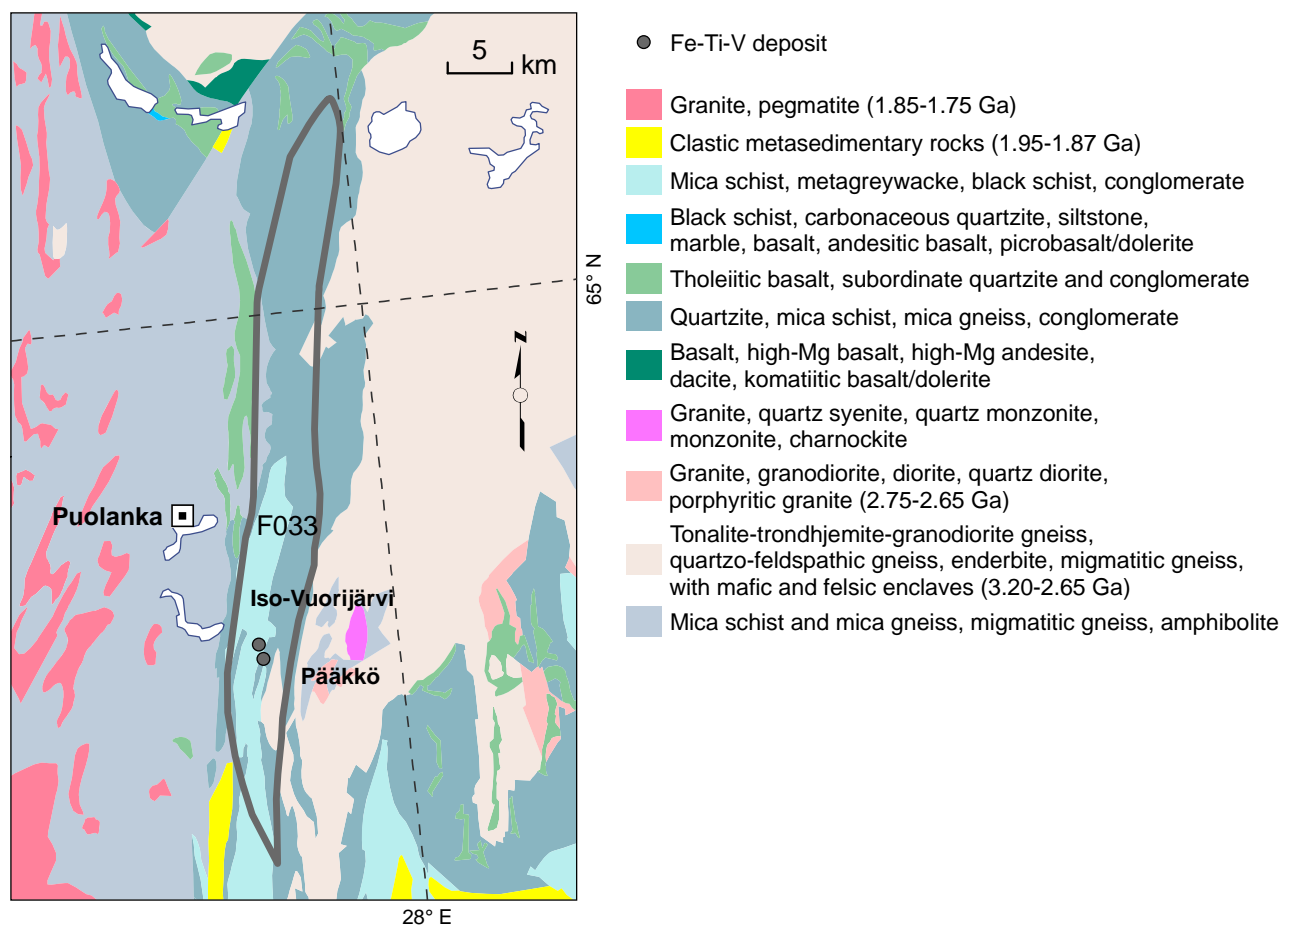 5
km
65° N
N
Puolanka
F033
Iso-Vuorijärvi
Pääkkö
28° E
Fe-Ti-V deposit
Granite, pegmatite (1.85-1.75 Ga)
Clastic metasedimentary rocks (1.95-1.87 Ga)
Mica schist, metagreywacke, black schist, conglomerate
Black schist, carbonaceous quartzite, siltstone,
marble, basalt, andesitic basalt, picrobasalt/dolerite
Tholeiitic basalt, subordinate quartzite and conglomerate
Quartzite, mica schist, mica gneiss, conglomerate
Basalt, high-Mg basalt, high-Mg andesite,
dacite, komatiitic basalt/dolerite
Granite, quartz syenite, quartz monzonite,
monzonite, charnockite
Granite, granodiorite, diorite, quartz diorite,
porphyritic granite (2.75-2.65 Ga)
Tonalite-trondhjemite-granodiorite gneiss,
quartzo-feldspathic gneiss, enderbite, migmatitic gneiss,
with mafic and felsic enclaves (3.20-2.65 Ga)
Mica schist and mica gneiss, migmatitic gneiss, amphibolite